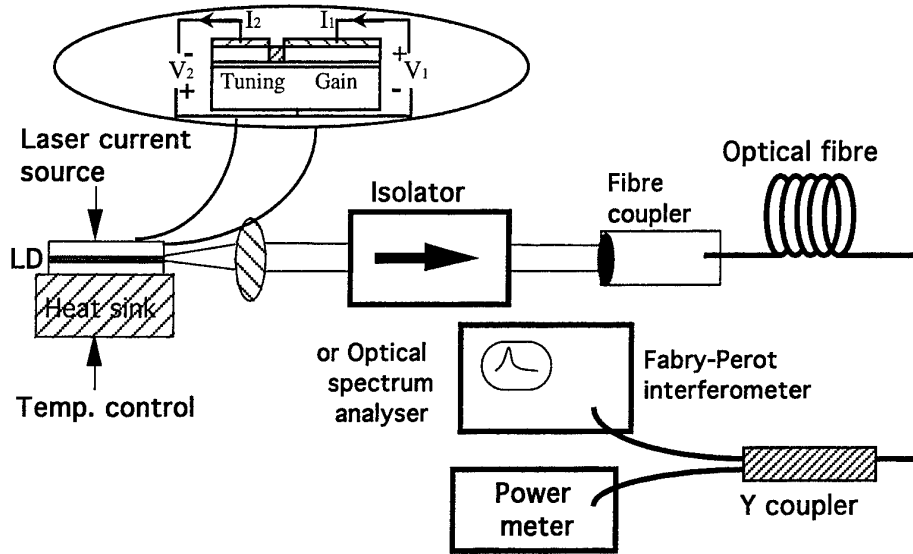 I2 I1
- +
V2 V1
+ -
Tuning Gain
Laser current
source
Optical fibre
Isolator
Fibre
coupler
LD
Heat sink
or Optical
spectrum
analyser
Fabry-Perot
interferometer
Temp. control
Power
meter
Y coupler